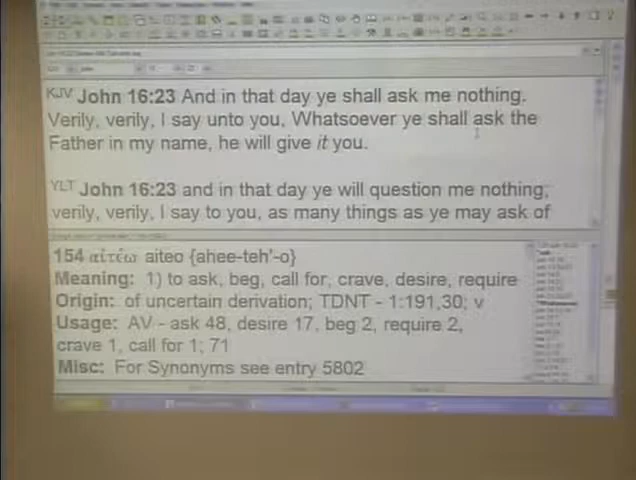 KJV John 16:23 And in that day ye shall ask me nothing.
Verily, verily, I say unto you, Whatsoever ye shall ask the
Father in my name, he will give it you.
YLT John 16:23 and in that day ye will question me nothing;
verily, verily, I say to you, as many things as ye may ask of
154 αἰτέω aiteo {ahee-teh'-o}
Meaning: 1) to ask, beg, call for, crave, desire, require
Origin: of uncertain derivation; TDNT - 1:191,30; v
Usage: AV - ask 48, desire 17, beg 2, require 2,
crave 1, call for 1; 71
Misc: For Synonyms see entry 5802